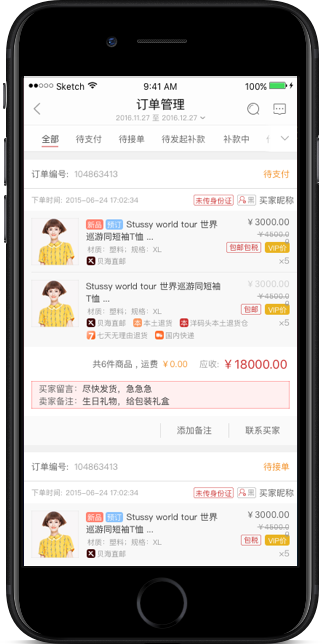 Sketch 9:41 AM 100%
订单管理
2016.11.27 至 2016.12.27
全部 待支付 待接单 待发起补款 补款中
订单编号: 104863413 待支付
下单时间: 2015-06-24 17:02:34 未传身份证 买家昵称
新品 预订 Stussy world tour 世界 ¥3000.00
巡游同短袖T恤 ... ¥4500.0
0
材质: 塑料; 规格: XL 包邮包税 VIP价
X 贝海直邮 ×5
Stussy world tour 世界巡游同短袖 ¥3000.00
T恤 ... ¥4500.0
0
材质: 塑料; 规格: XL 包邮 VIP价
X 贝海直邮 本土退货 洋码头本土退货仓 ×5
七天无理由退货 国内快递
共6件商品，运费 ¥0.00 应收: ¥18000.00
买家留言: 尽快发货，急急急
卖家备注: 生日礼物，给包装礼盒
添加备注 联系买家
订单编号: 104863413 待接单
下单时间: 2015-06-24 17:02:34 未传身份证 买家昵称
新品 预订 Stussy world tour 世界 ¥3000.00
巡游同短袖T恤 ... ¥4500.0
0
材质: 塑料; 规格: XL 包邮 VIP价
X 贝海直邮 ×5